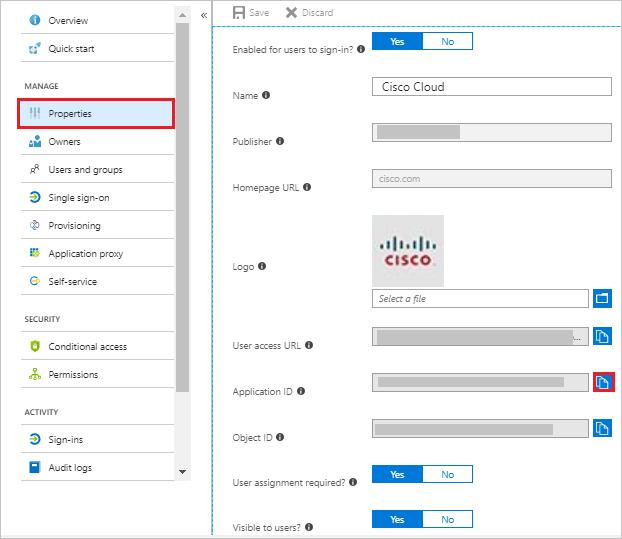 Overview
Quick start
MANAGE
Properties
Owners
Users and groups
Single sign-on
Provisioning
Application proxy
Self-service
SECURITY
Conditional access
Permissions
ACTIVITY
Sign-ins
Audit logs
«
Save Discard
Enabled for users to sign-in? Yes No
Name Cisco Cloud
Publisher
Homepage URL cisco.com
Logo CISCO
Select a file
User access URL ...
Application ID
Object ID
User assignment required? Yes No
Visible to users? Yes No